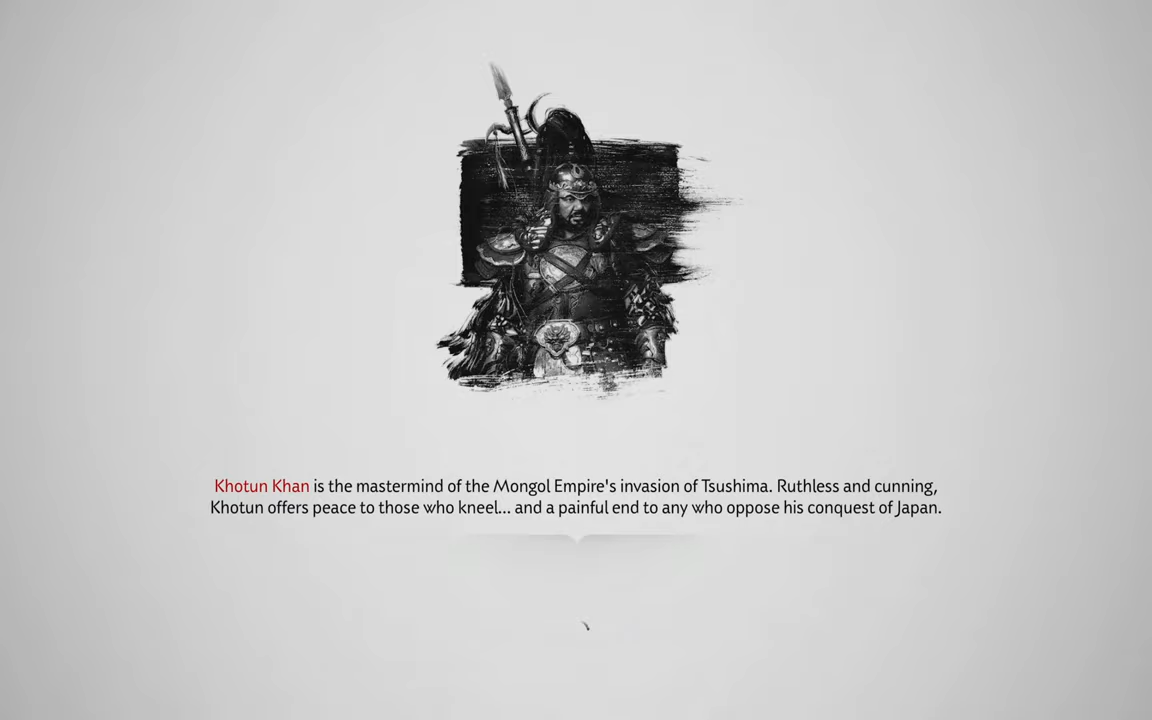 Khotun Khan is the mastermind of the Mongol Empire's invasion of Tsushima. Ruthless and cunning,
Khotun offers peace to those who kneel... and a painful end to any who oppose his conquest of Japan.